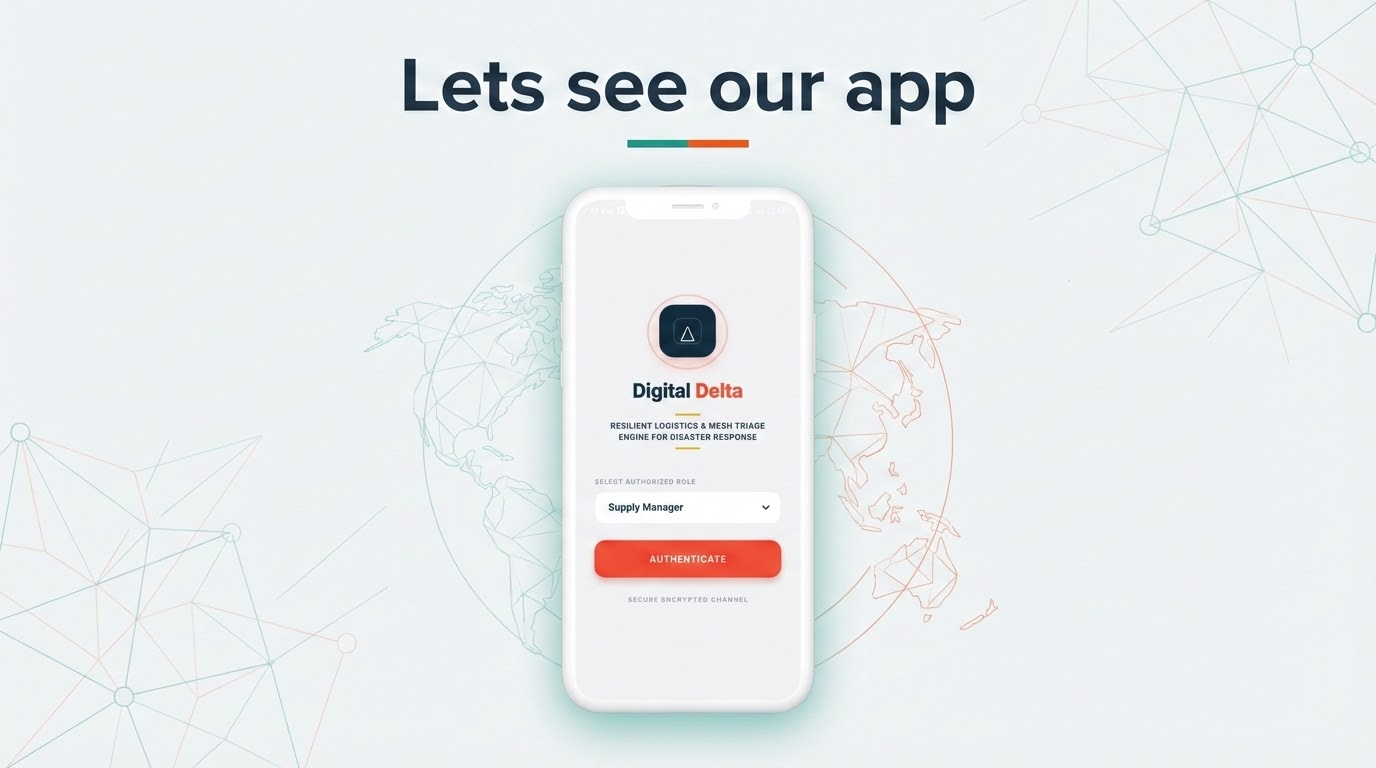 Lets see our app
Digital Delta
RESILIENT LOGISTICS & MESH TRIAGE
ENGINE FOR DISASTER RESPONSE
SELECT AUTHORIZED ROLE
Supply Manager
AUTHENTICATE
SECURE SNCRYPTED CHANNEL